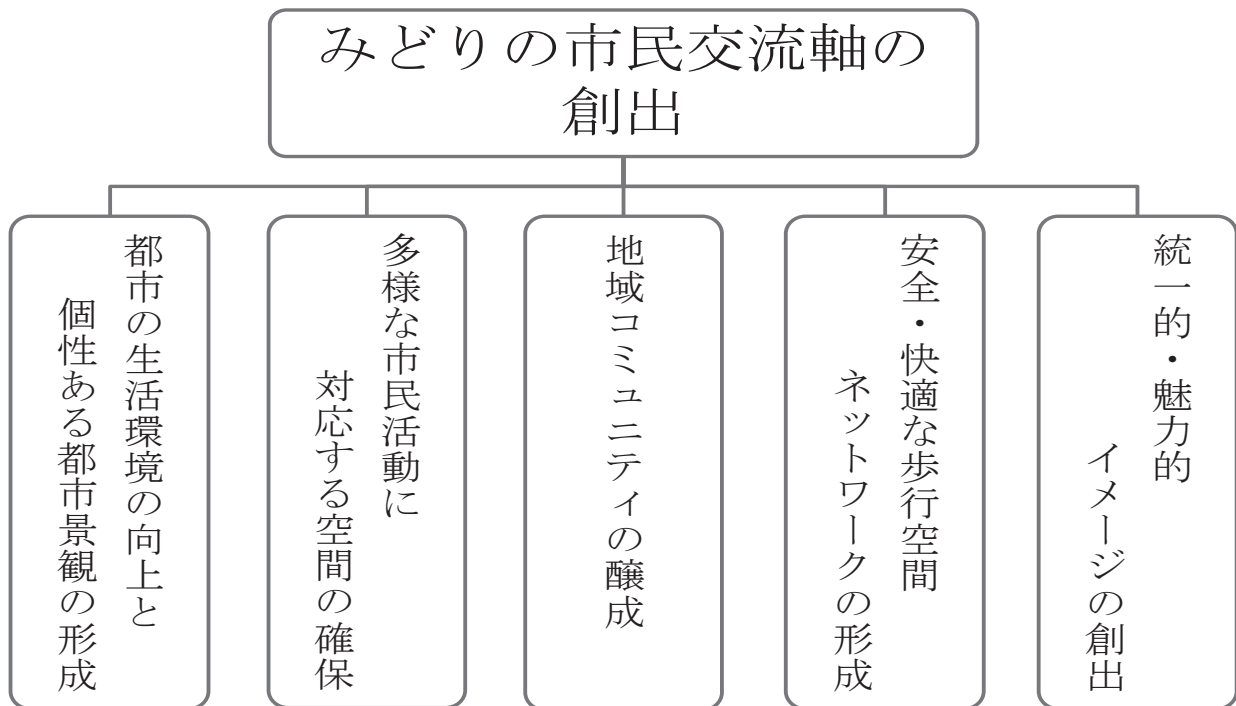 みどりの市民交流軸の
創出
都市の生活環境の向上と
個性ある都市景観の形成
多様な市民活動に
対応する空間の確保
地域コミュニティの醸成
安全・快適な歩行空間
ネットワークの形成
統一的・魅力的
イメージの創出